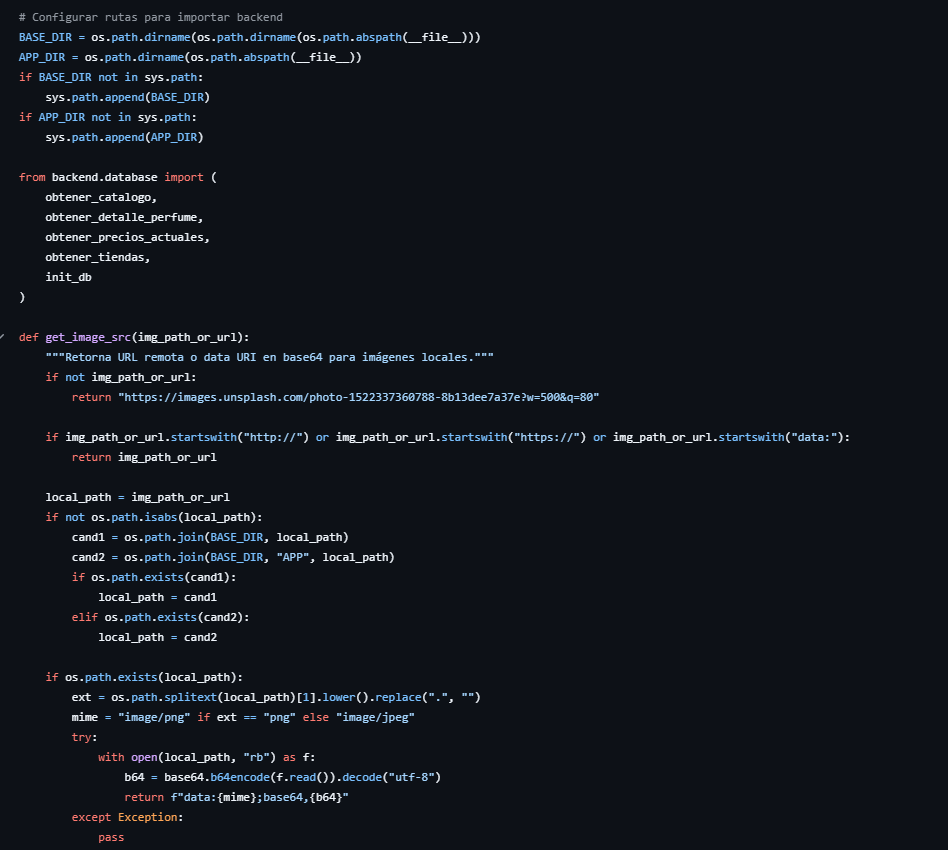 # Configurar rutas para importar backend
BASE_DIR = os.path.dirname(os.path.dirname(os.path.abspath(__file__)))
APP_DIR = os.path.dirname(os.path.abspath(__file__))
if BASE_DIR not in sys.path:
    sys.path.append(BASE_DIR)
if APP_DIR not in sys.path:
    sys.path.append(APP_DIR)

from backend.database import (
    obtener_catalogo,
    obtener_detalle_perfume,
    obtener_precios_actuales,
    obtener_tiendas,
    init_db
)

def get_image_src(img_path_or_url):
    """Retorna URL remota o data URI en base64 para imágenes locales."""
    if not img_path_or_url:
        return "https://images.unsplash.com/photo-1522337360788-8b13dee7a37e?w=500&q=80"

    if img_path_or_url.startswith("http://") or img_path_or_url.startswith("https://") or img_path_or_url.startswith("data:"):
        return img_path_or_url

    local_path = img_path_or_url
    if not os.path.isabs(local_path):
        cand1 = os.path.join(BASE_DIR, local_path)
        cand2 = os.path.join(BASE_DIR, "APP", local_path)
        if os.path.exists(cand1):
            local_path = cand1
        elif os.path.exists(cand2):
            local_path = cand2

    if os.path.exists(local_path):
        ext = os.path.splitext(local_path)[1].lower().replace(".", "")
        mime = "image/png" if ext == "png" else "image/jpeg"
        try:
            with open(local_path, "rb") as f:
                b64 = base64.b64encode(f.read()).decode("utf-8")
                return f"data:{mime};base64,{b64}"
        except Exception:
            pass